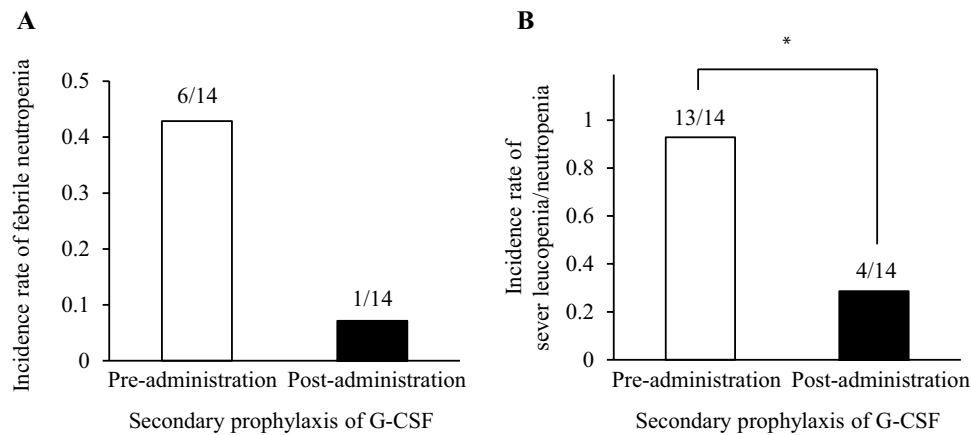 A
Incidence rate of febrile neutropenia
0.5
0.4
0.3
0.2
0.1
0
6/14
1/14
Pre-administration Post-administration
Secondary prophylaxis of G-CSF
B
Incidence rate of
sever leucopenia/neutropenia
1
0.8
0.6
0.4
0.2
0
*
13/14
4/14
Pre-administration Post-administration
Secondary prophylaxis of G-CSF